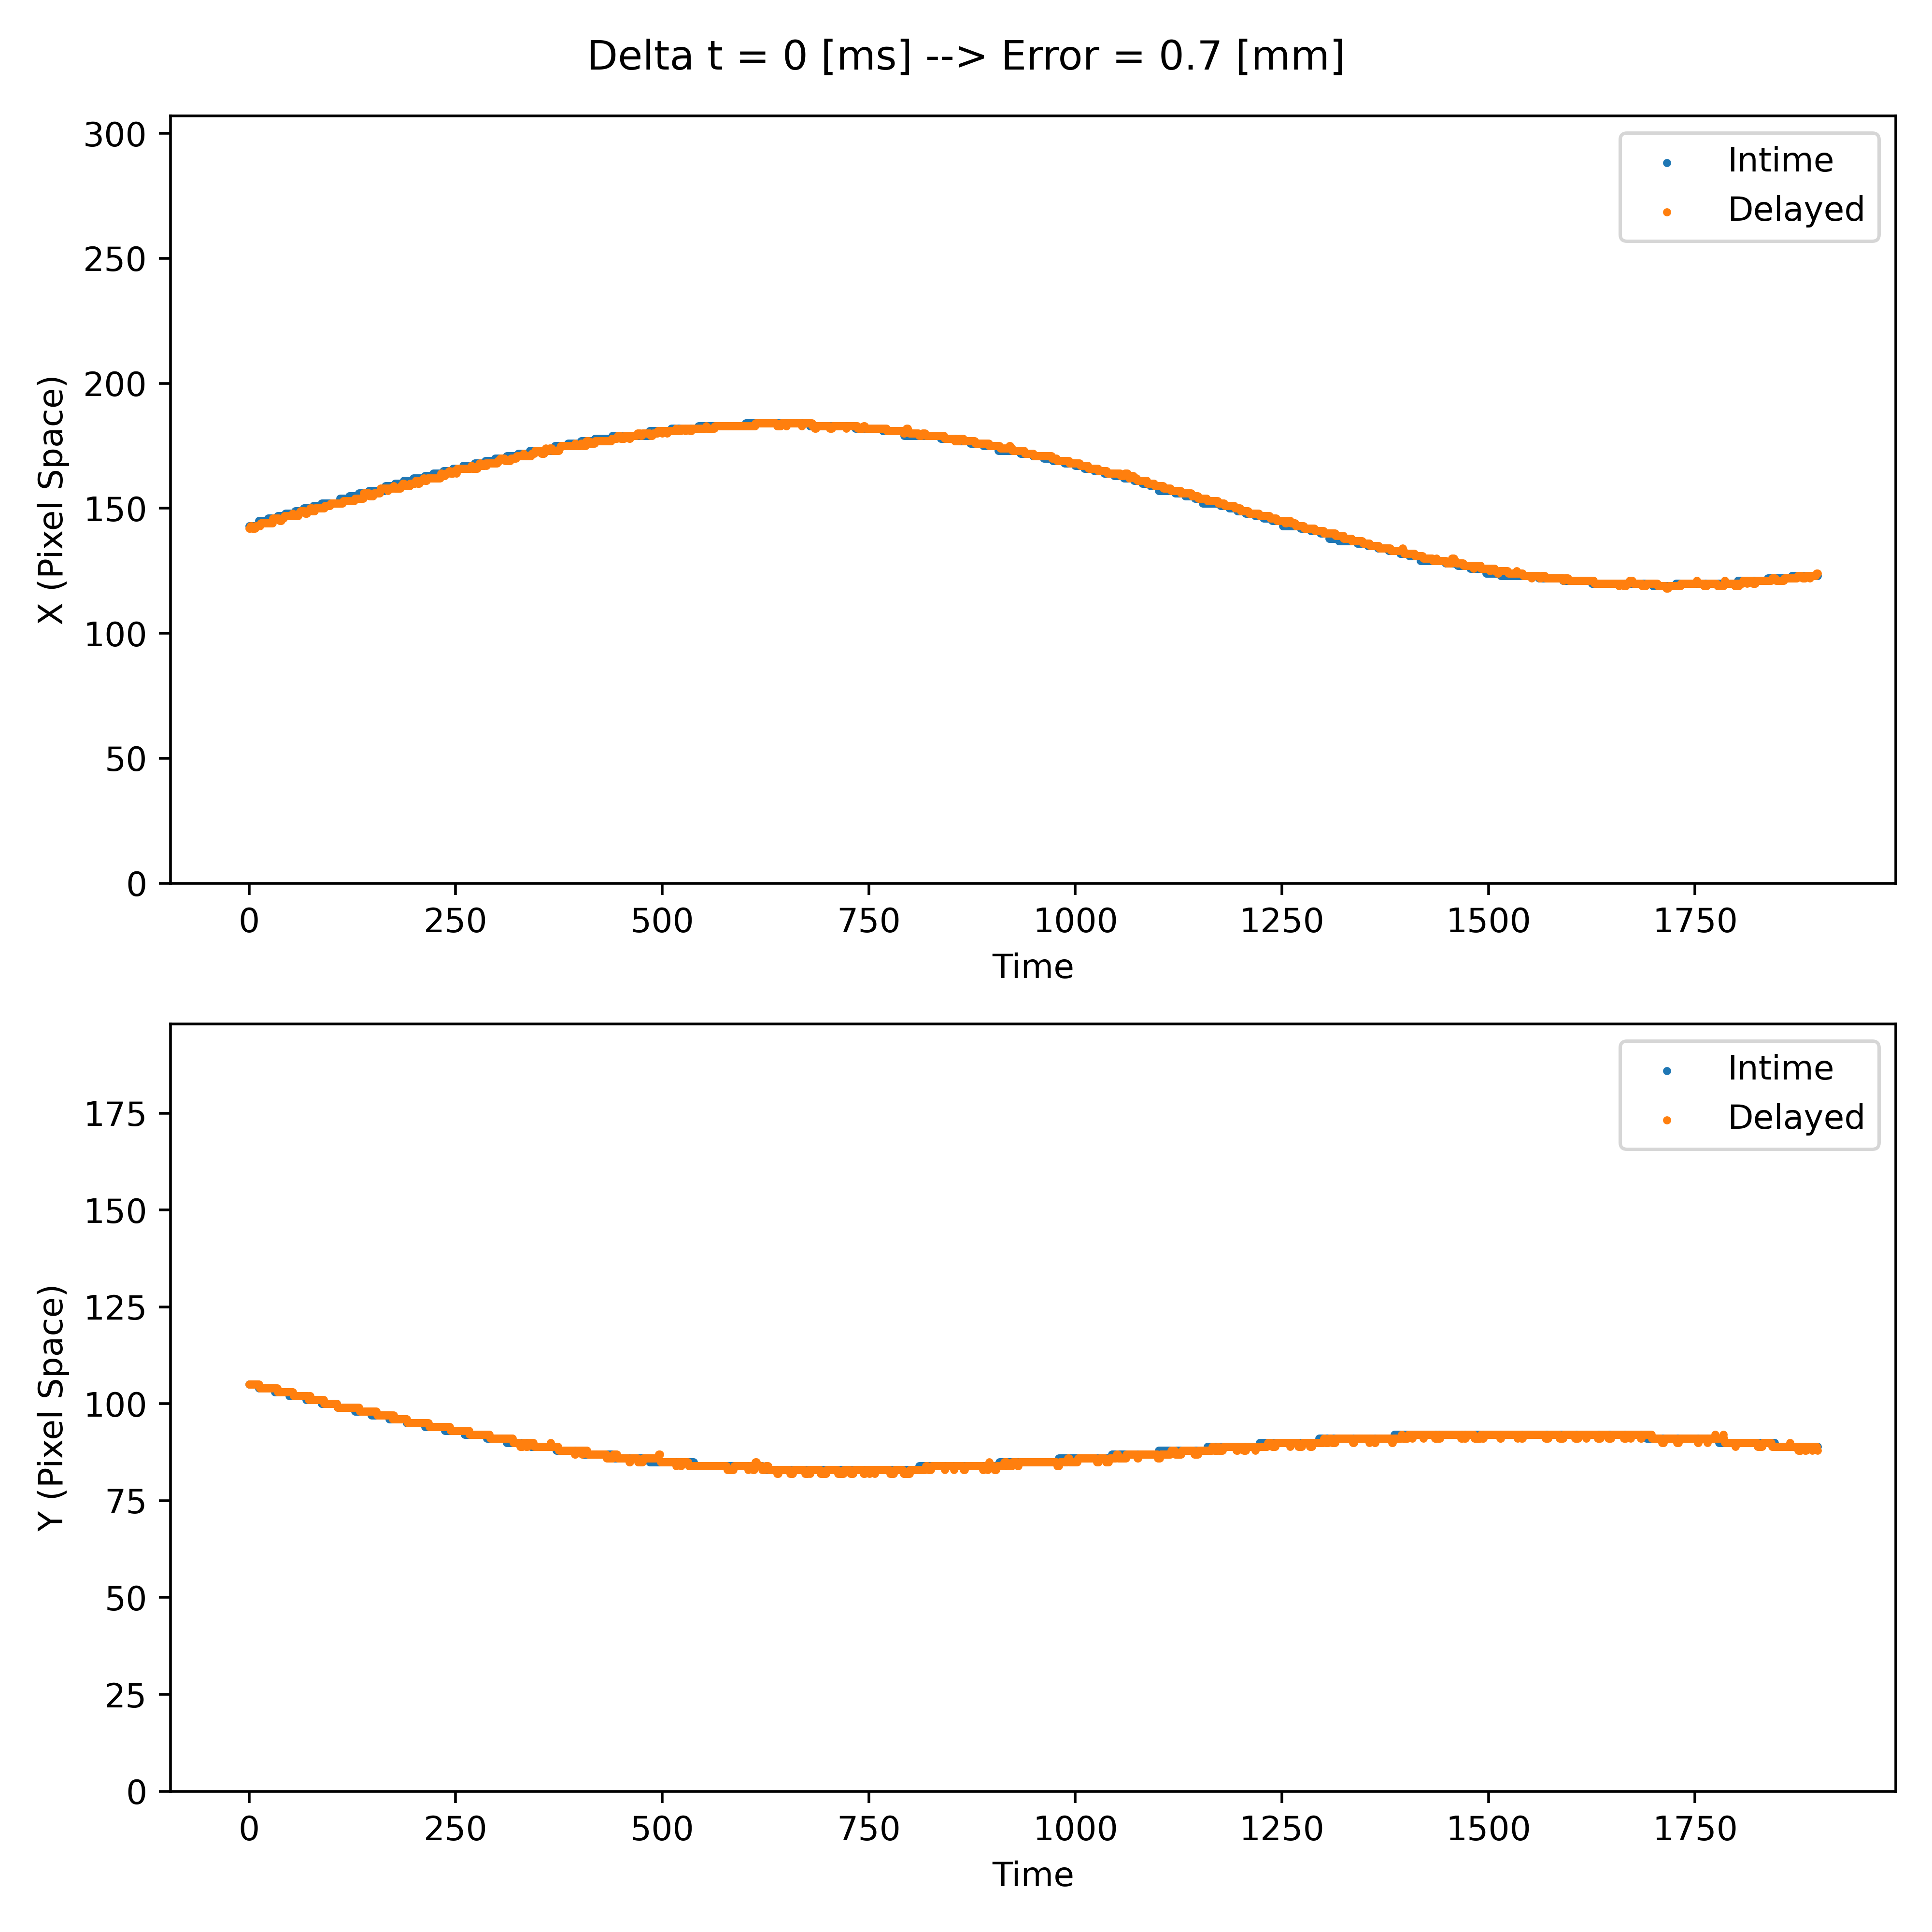 Delta t = 0 [ms] --> Error = 0.7 [mm]
300
250
200
150
100
50
0
X (Pixel Space)
Intime
Delayed
0 250 500 750 1000 1250 1500 1750
Time
175
150
125
100
75
50
25
0
Y (Pixel Space)
Intime
Delayed
0 250 500 750 1000 1250 1500 1750
Time